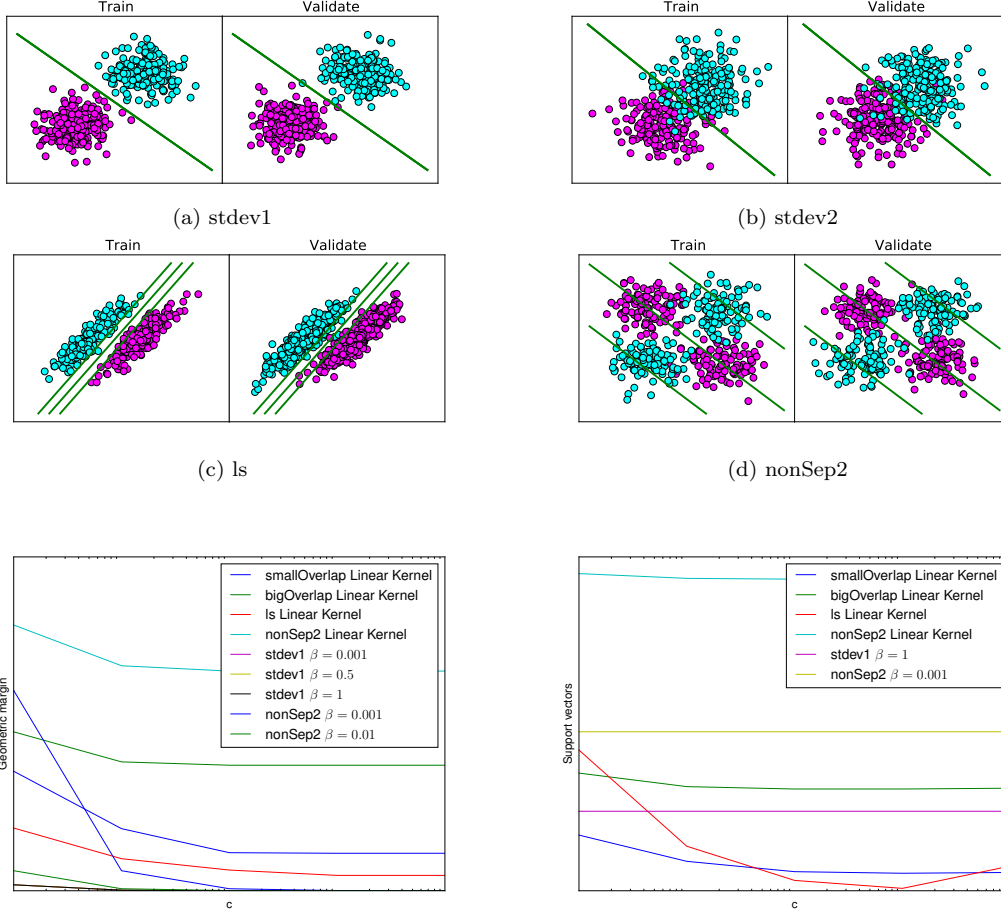 Train
Validate
Train
Validate
(a) stdev1
(b) stdev2
Train
Validate
Train
Validate
(c) ls
(d) nonSep2
Geometric margin
smallOverlap Linear Kernel
bigOverlap Linear Kernel
ls Linear Kernel
nonSep2 Linear Kernel
stdev1 β = 0.001
stdev1 β = 0.5
stdev1 β = 1
nonSep2 β = 0.001
nonSep2 β = 0.01
c
Support vectors
smallOverlap Linear Kernel
bigOverlap Linear Kernel
ls Linear Kernel
nonSep2 Linear Kernel
stdev1 β = 1
nonSep2 β = 0.001
c